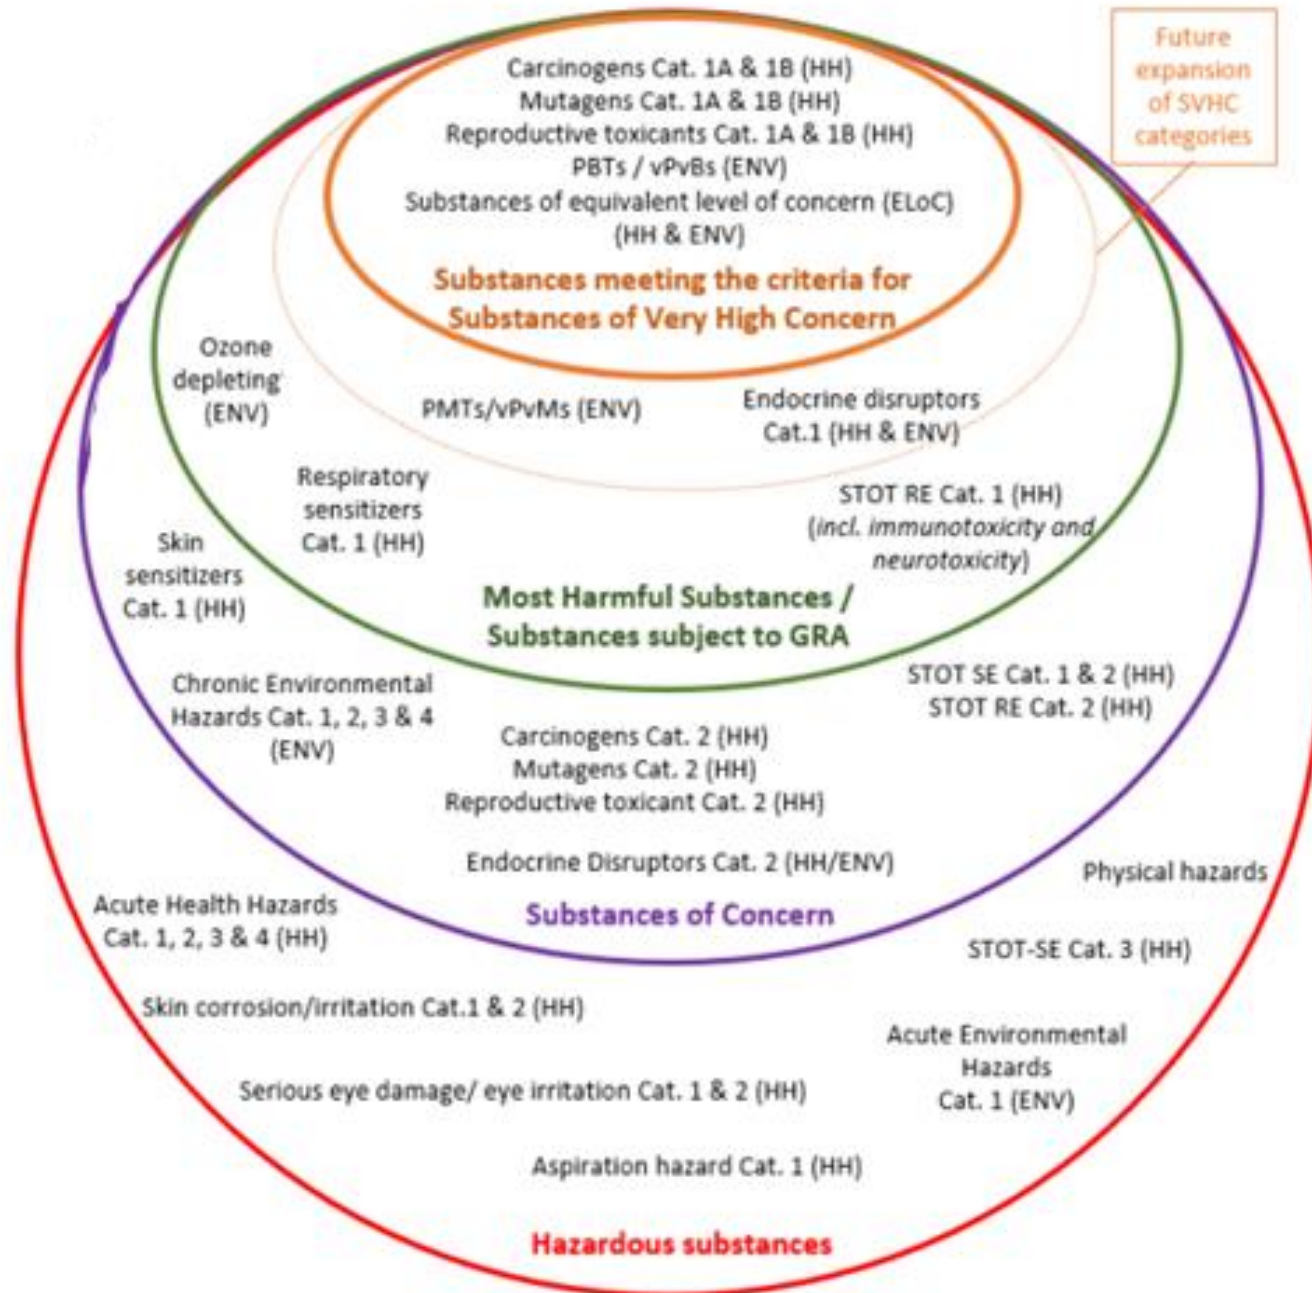 Future
expansion
of SVHC
categories
Carcinogens Cat. 1A & 1B (HH)
Mutagens Cat. 1A & 1B (HH)
Reproductive toxicants Cat. 1A & 1B (HH)
PBTs / vPvBs (ENV)
Substances of equivalent level of concern (ELoC)
(HH & ENV)
Substances meeting the criteria for
Substances of Very High Concern
Ozone
depleting
(ENV)
PMTs/vPvMs (ENV)
Endocrine disruptors
Cat.1 (HH & ENV)
Respiratory
sensitizers
Cat. 1 (HH)
STOT RE Cat. 1 (HH)
(incl. immunotoxicity and
neurotoxicity)
Skin
sensitizers
Cat. 1 (HH)
Most Harmful Substances /
Substances subject to GRA
Chronic Environmental
Hazards Cat. 1, 2, 3 & 4
(ENV)
STOT SE Cat. 1 & 2 (HH)
STOT RE Cat. 2 (HH)
Carcinogens Cat. 2 (HH)
Mutagens Cat. 2 (HH)
Reproductive toxicant Cat. 2 (HH)
Endocrine Disruptors Cat. 2 (HH/ENV)
Substances of Concern
Physical hazards
Acute Health Hazards
Cat. 1, 2, 3 & 4 (HH)
STOT-SE Cat. 3 (HH)
Skin corrosion/irritation Cat.1 & 2 (HH)
Acute Environmental
Hazards
Cat. 1 (ENV)
Serious eye damage/ eye irritation Cat. 1 & 2 (HH)
Aspiration hazard Cat. 1 (HH)
Hazardous substances